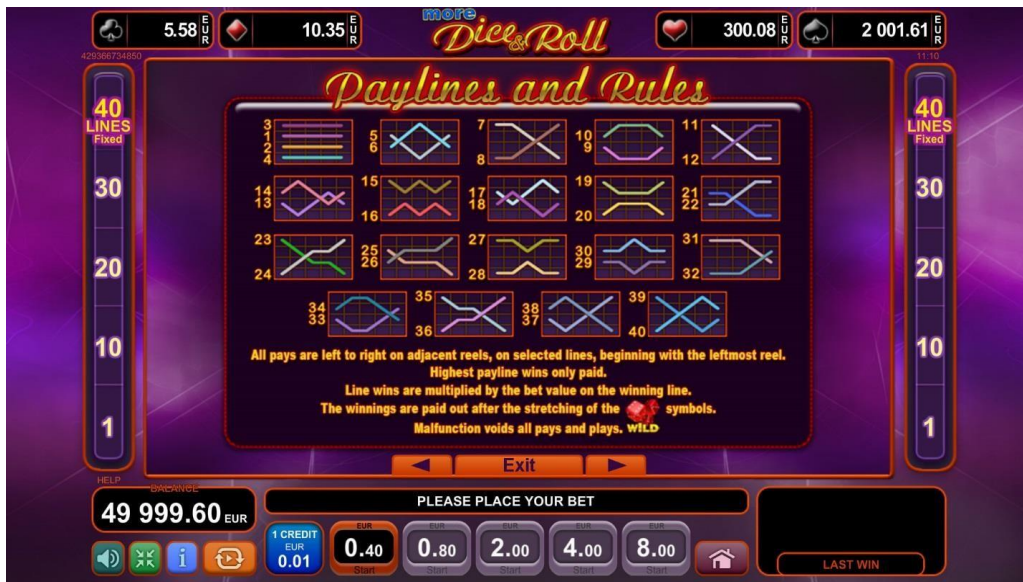 5.58 EUR
10.35 EUR
more
Dice & Roll
300.08 EUR
2 001.61 EUR
429366734850
11:10
Paylines and Rules
40
LINES
Fixed
30
20
10
1
40
LINES
Fixed
30
20
10
1
3
1
2
4
5
6
7
8
10
9
11
12
14
13
15
16
17
18
19
20
21
22
23
24
25
26
27
28
30
29
31
32
34
33
35
36
38
37
39
40
All pays are left to right on adjacent reels, on selected lines, beginning with the leftmost reel.
Highest payline wins only paid.
Line wins are multiplied by the bet value on the winning line.
The winnings are paid out after the stretching of the symbols.
WILD
Malfunction voids all pays and plays.
Exit
HELP
BALANCE
49 999.60 EUR
PLEASE PLACE YOUR BET
1 CREDIT
EUR
0.01
EUR
0.40
Start
EUR
0.80
Start
EUR
2.00
Start
EUR
4.00
Start
EUR
8.00
Start
i
LAST WIN